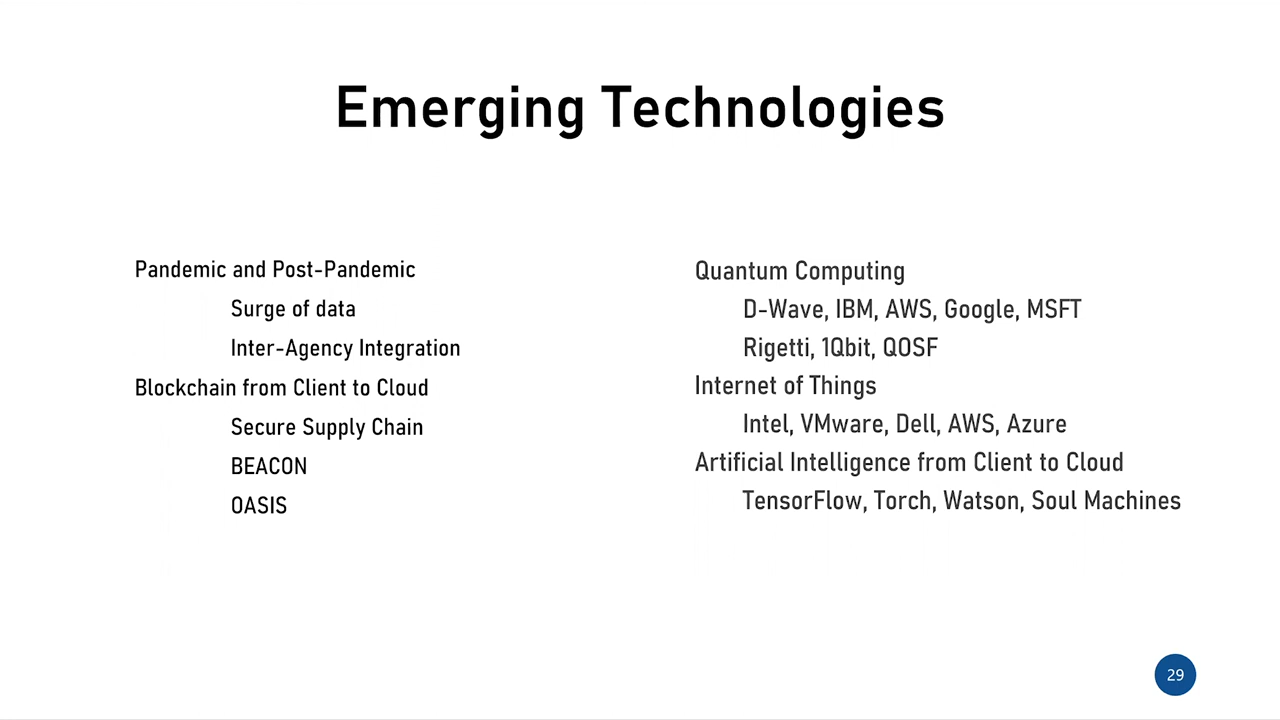 Emerging Technologies
Pandemic and Post-Pandemic
Surge of data
Inter-Agency Integration
Blockchain from Client to Cloud
Secure Supply Chain
BEACON
OASIS
Quantum Computing
D-Wave, IBM, AWS, Google, MSFT
Rigetti, 1Qbit, QOSF
Internet of Things
Intel, VMware, Dell, AWS, Azure
Artificial Intelligence from Client to Cloud
TensorFlow, Torch, Watson, Soul Machines
29